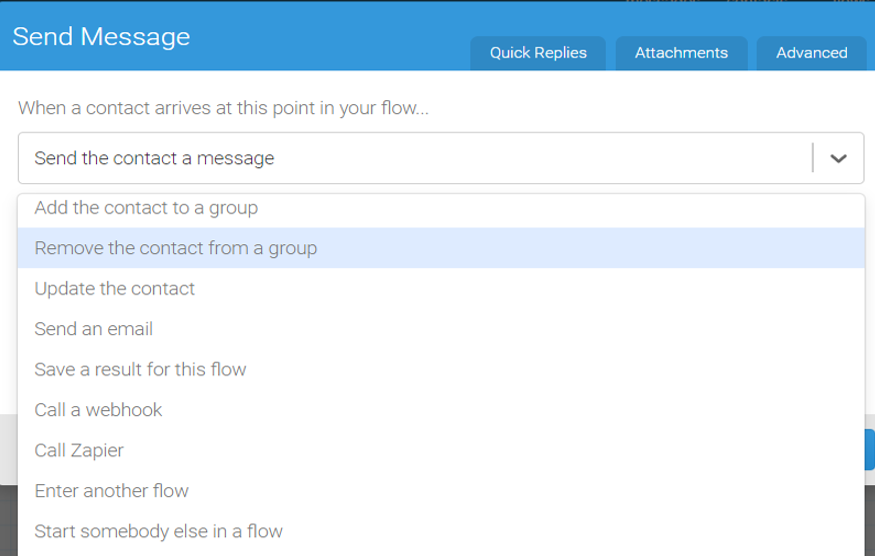 Send Message
Quick Replies
Attachments
Advanced
When a contact arrives at this point in your flow...
Send the contact a message
Add the contact to a group
Remove the contact from a group
Update the contact
Send an email
Save a result for this flow
Call a webhook
Call Zapier
Enter another flow
Start somebody else in a flow